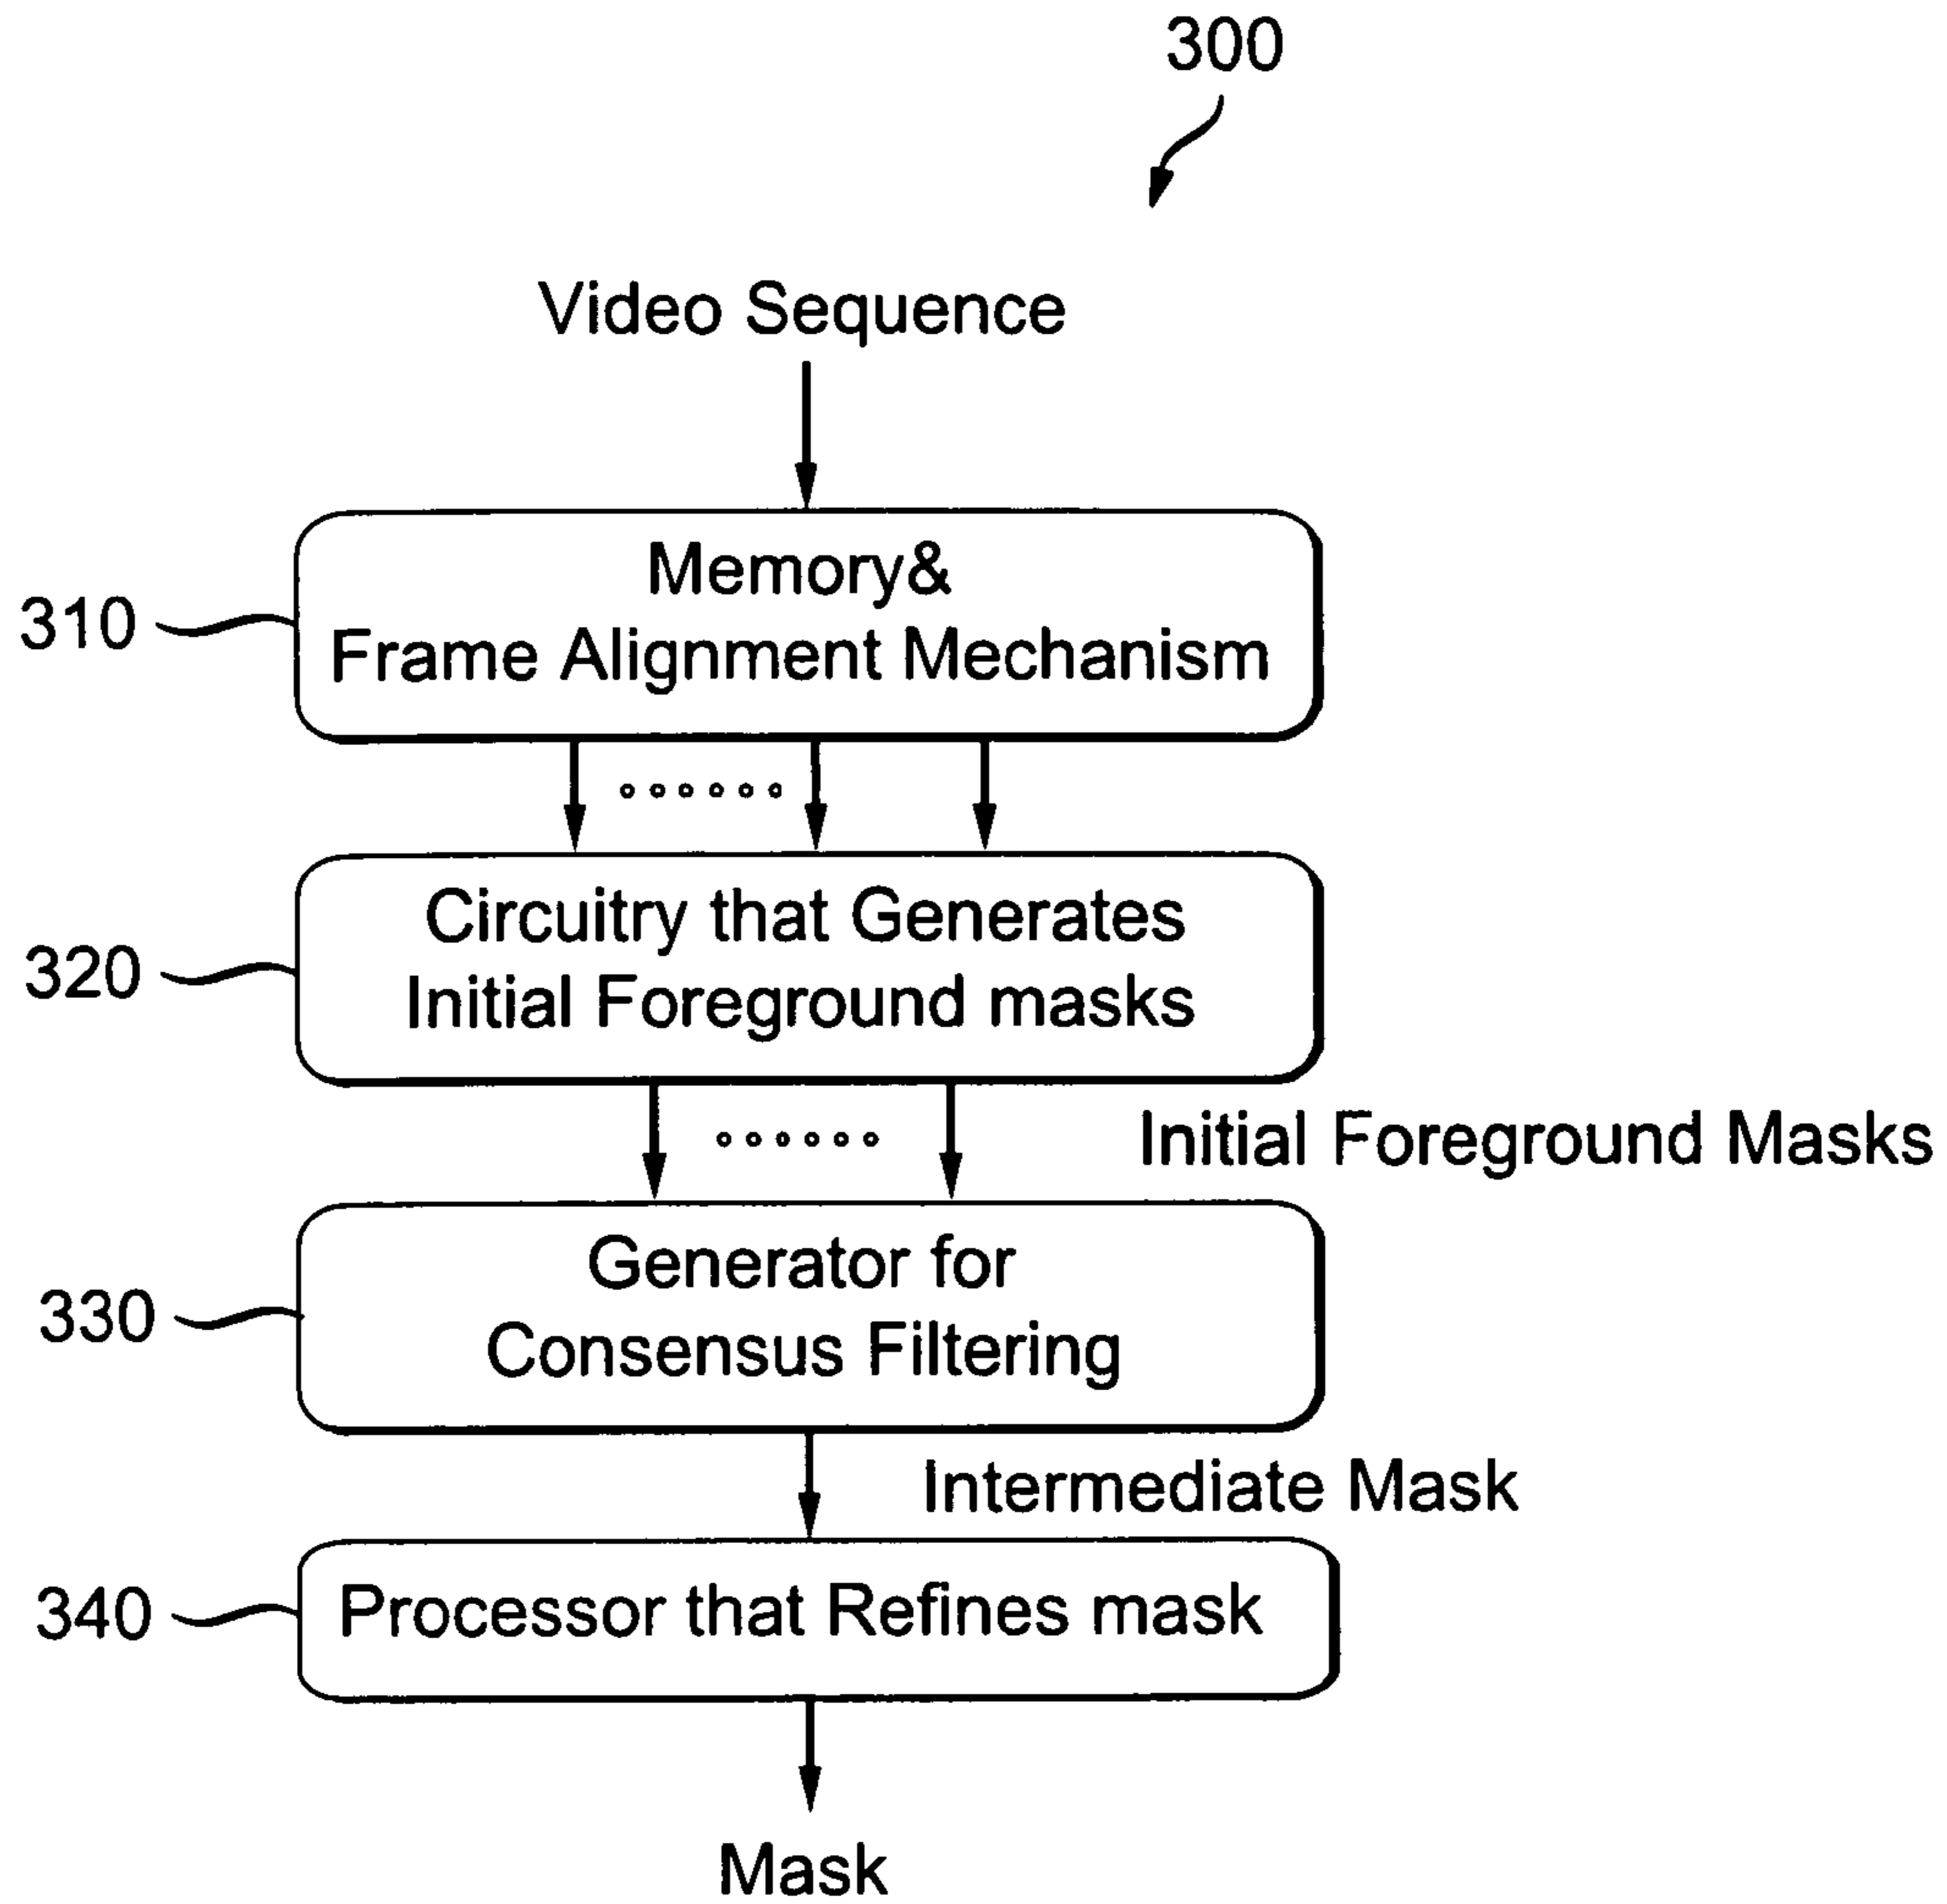 300
Video Sequence
Memory&
Frame Alignment Mechanism
310
Circuitry that Generates
Initial Foreground masks
320
Initial Foreground Masks
Generator for
Consensus Filtering
330
Intermediate Mask
Processor that Refines mask
340
Mask